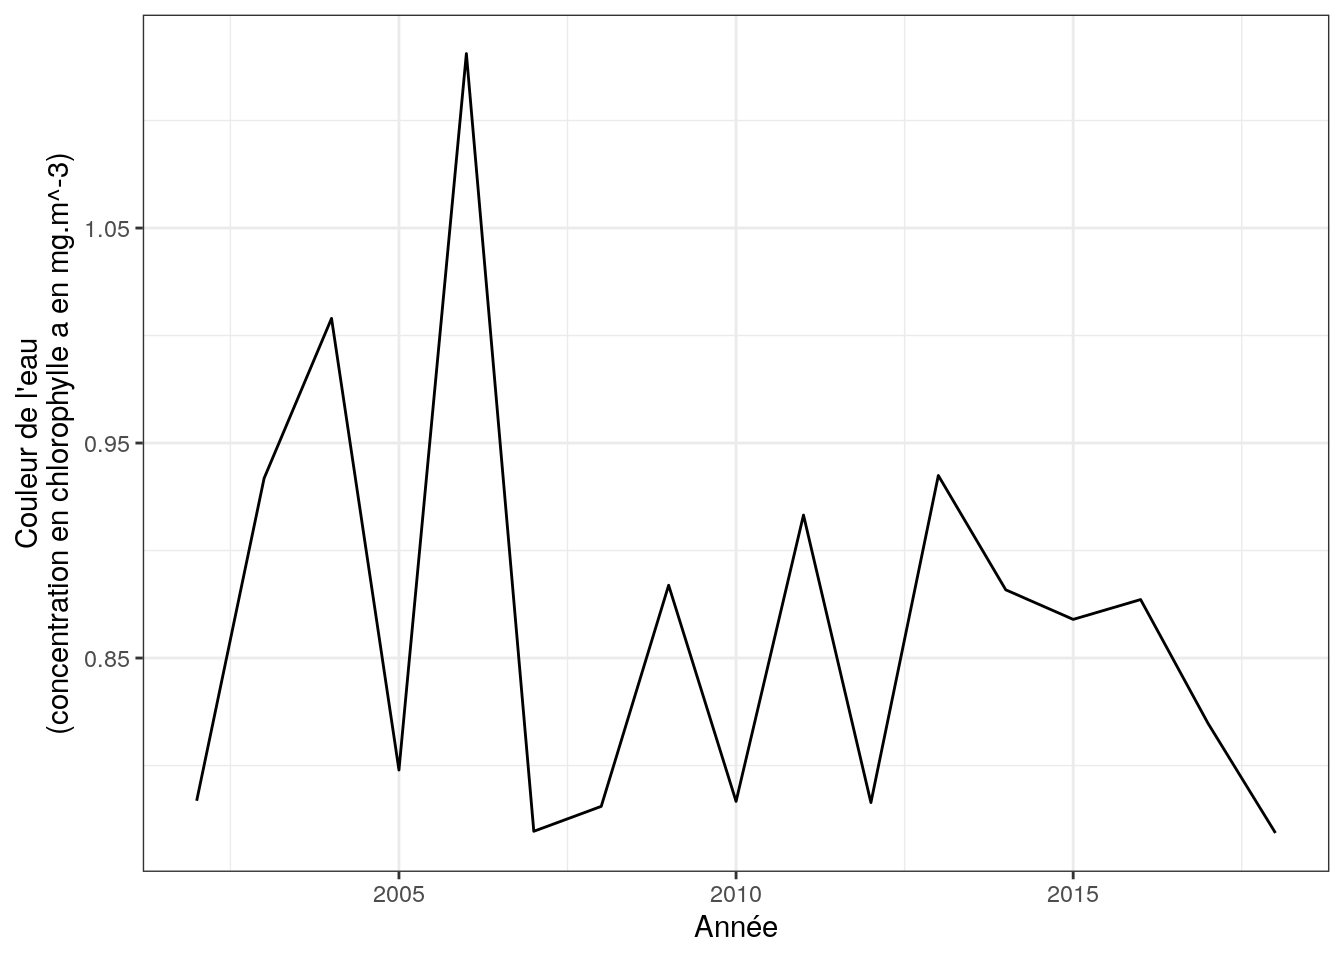 Couleur de l'eau
(concentration en chlorophylle a en mg.m^-3)
1.05
0.95
0.85
2005
2010
2015
Année